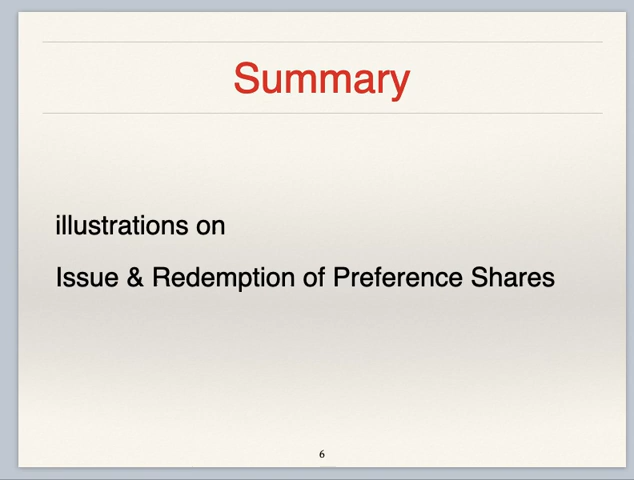 Summary
illustrations on
Issue & Redemption of Preference Shares
6